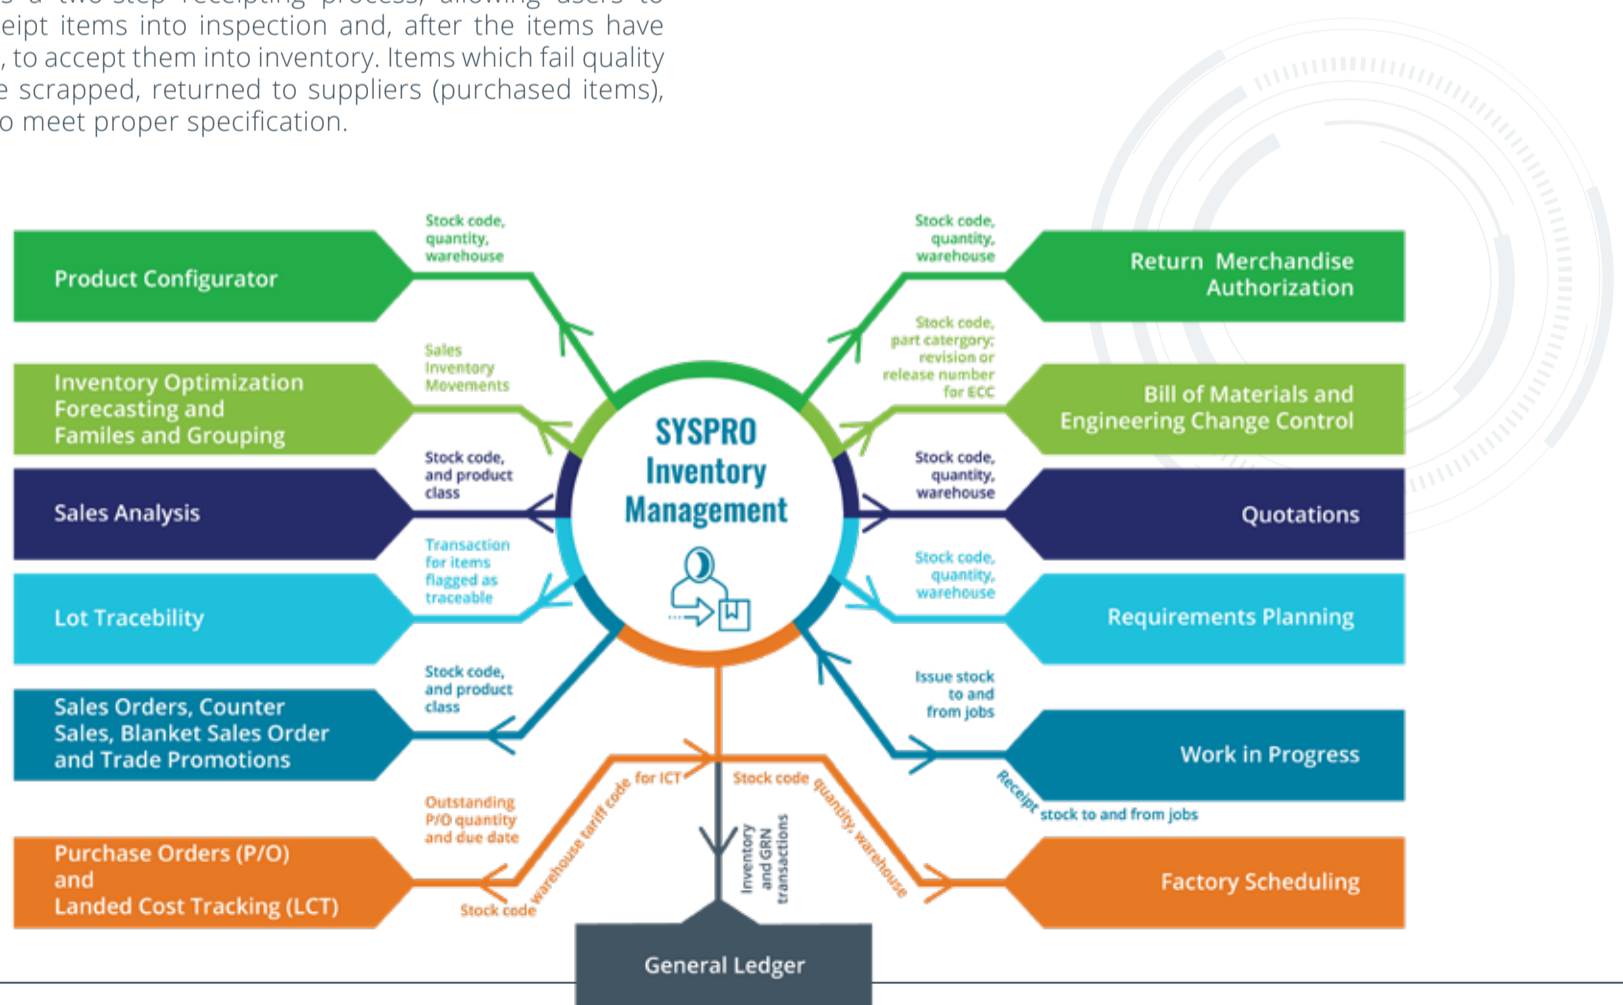 a two-step receipting process, allowing users to
eipt items into inspection and, after the items have
, to accept them into inventory. Items which fail quality
e scrapped, returned to suppliers (purchased items),
o meet proper specification.
Product Configurator
Stock code,
quantity,
warehouse
Inventory Optimization
Forecasting and
Familes and Grouping
Sales
Inventory
Movements
Sales Analysis
Stock code,
and product
class
Lot Tracebility
Transaction
for items
flagged as
traceable
Sales Orders, Counter
Sales, Blanket Sales Order
and Trade Promotions
Stock code,
and product
class
Purchase Orders (P/O)
and
Landed Cost Tracking (LCT)
Outstanding
P/O quantity
and due date
Stock code warehouse tariff code for ICT
SYSPRO
Inventory
Management
Stock code,
quantity,
warehouse
Return Merchandise
Authorization
Stock code,
part catergory;
revision or
release number
for ECC
Bill of Materials and
Engineering Change Control
Stock code,
quantity,
warehouse
Quotations
Stock code,
quantity,
warehouse
Requirements Planning
Issue stock
to and
from jobs
Work in Progress
Receipt stock to and from jobs
Stock code quantity, warehouse
Factory Scheduling
Inventory
and GRN
transactions
General Ledger